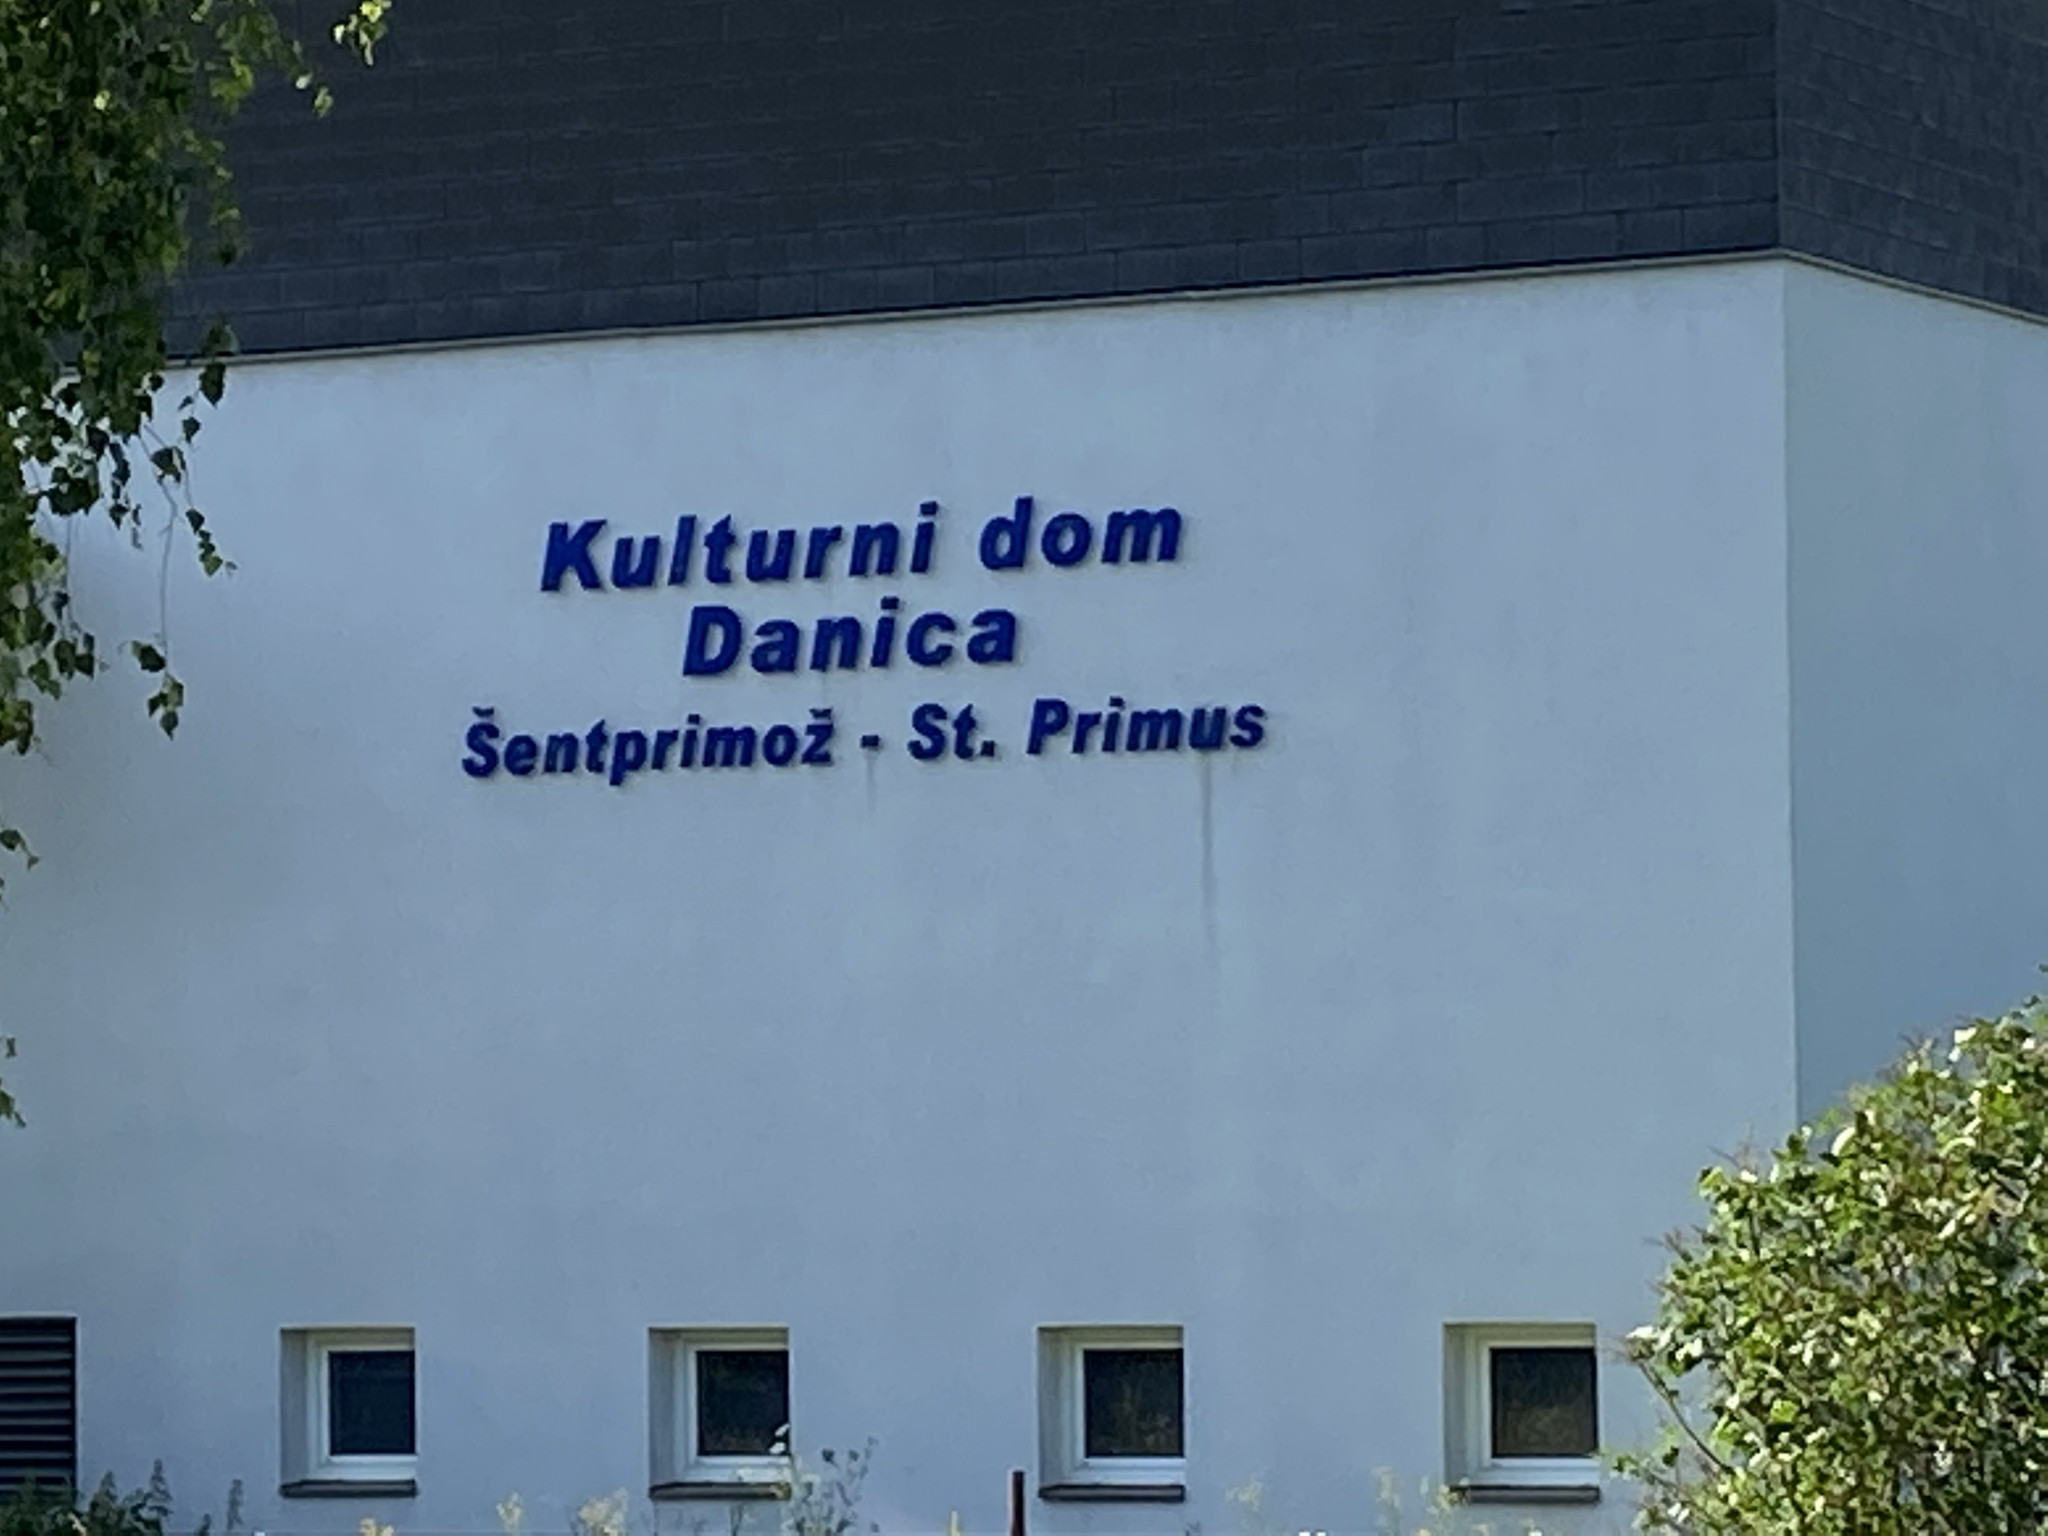 Kulturni dom
Danica
Šentprimož - St. Primus